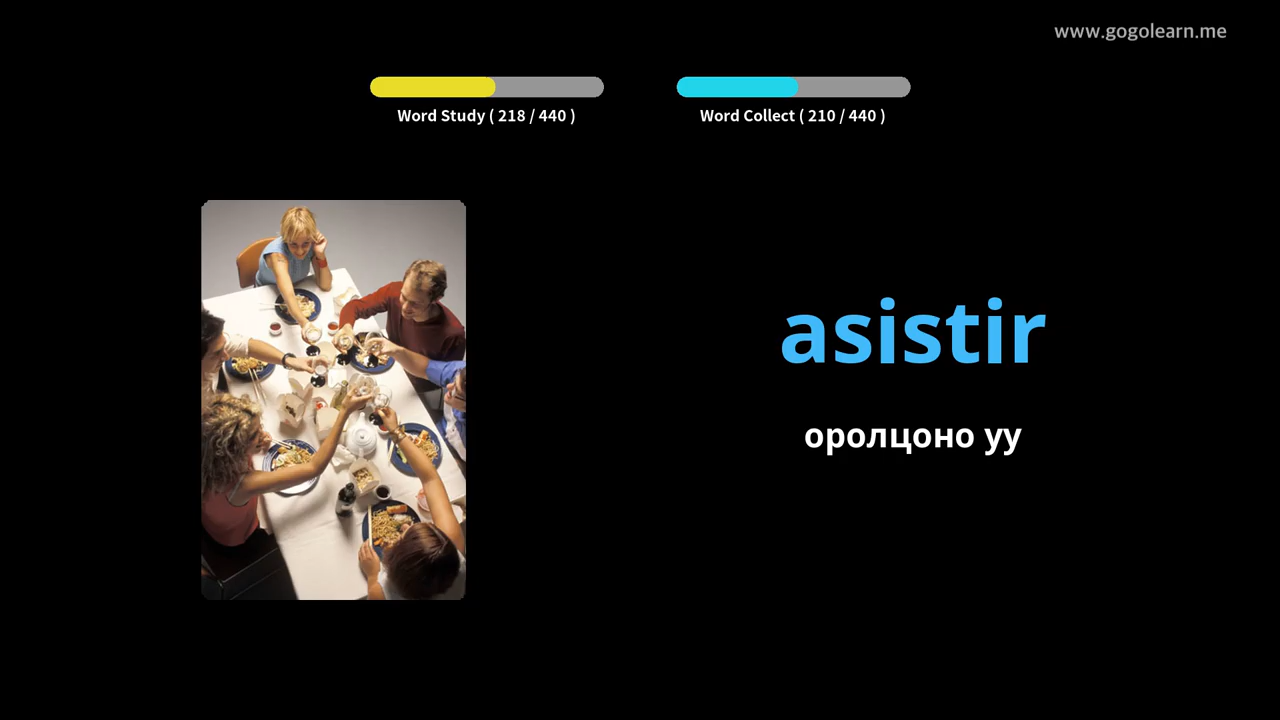 www.gogolearn.me
Word Study ( 218 / 440 )
Word Collect ( 210 / 440 )
asistir
оролцоно уу